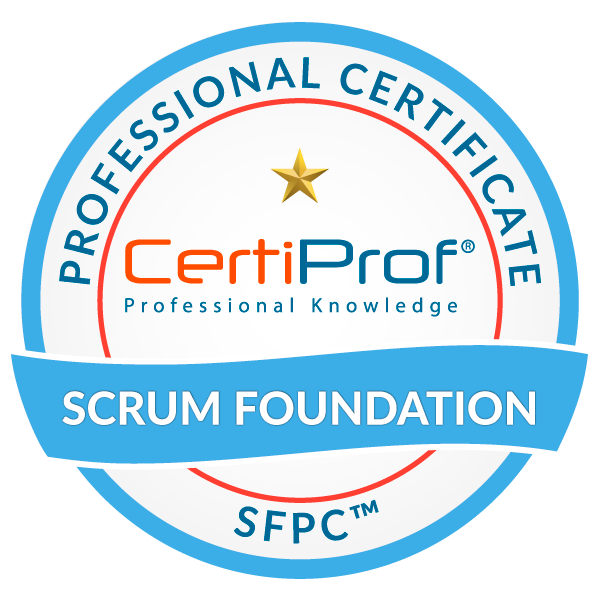 PROFESSIONAL CERTIFICATE
CertiProf®
Professional Knowledge
SCRUM FOUNDATION
SFPC™